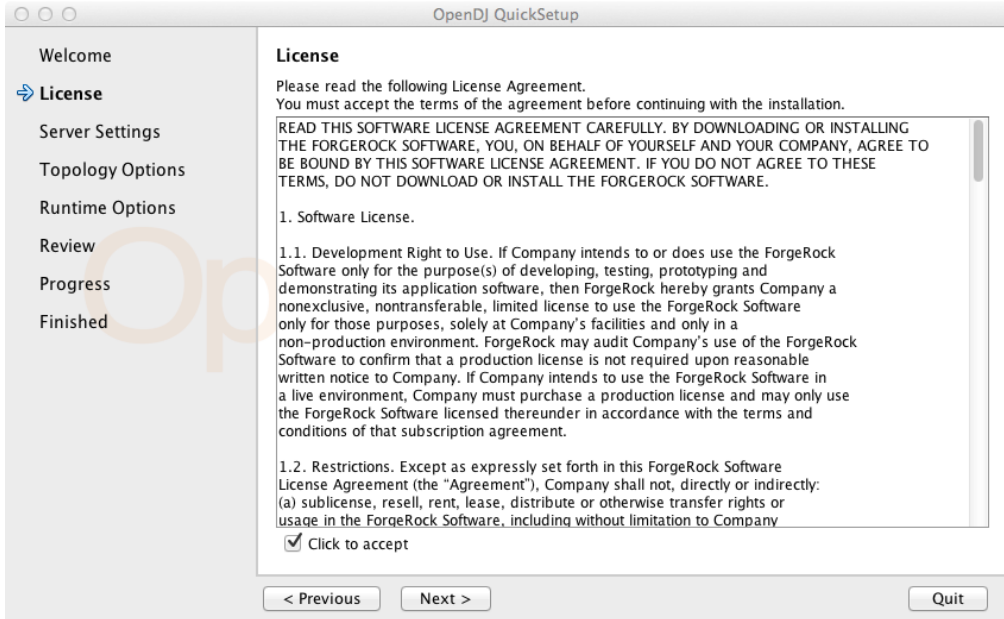 OpenDJ QuickSetup
Welcome
License
Server Settings
Topology Options
Runtime Options
Review
Progress
Finished
Op
License
Please read the following License Agreement.
You must accept the terms of the agreement before continuing with the installation.
READ THIS SOFTWARE LICENSE AGREEMENT CAREFULLY. BY DOWNLOADING OR INSTALLING
THE FORGEROCK SOFTWARE, YOU, ON BEHALF OF YOURSELF AND YOUR COMPANY, AGREE TO
BE BOUND BY THIS SOFTWARE LICENSE AGREEMENT. IF YOU DO NOT AGREE TO THESE
TERMS, DO NOT DOWNLOAD OR INSTALL THE FORGEROCK SOFTWARE.
1. Software License.
1.1. Development Right to Use. If Company intends to or does use the ForgeRock
Software only for the purpose(s) of developing, testing, prototyping and
demonstrating its application software, then ForgeRock hereby grants Company a
nonexclusive, nontransferable, limited license to use the ForgeRock Software
only for those purposes, solely at Company’s facilities and only in a
non-production environment. ForgeRock may audit Company’s use of the ForgeRock
Software to confirm that a production license is not required upon reasonable
written notice to Company. If Company intends to use the ForgeRock Software in
a live environment, Company must purchase a production license and may only use
the ForgeRock Software licensed thereunder in accordance with the terms and
conditions of that subscription agreement.
1.2. Restrictions. Except as expressly set forth in this ForgeRock Software
License Agreement (the “Agreement”), Company shall not, directly or indirectly:
(a) sublicense, resell, rent, lease, distribute or otherwise transfer rights or
usage in the ForgeRock Software, including without limitation to Company
Click to accept
< Previous
Next >
Quit